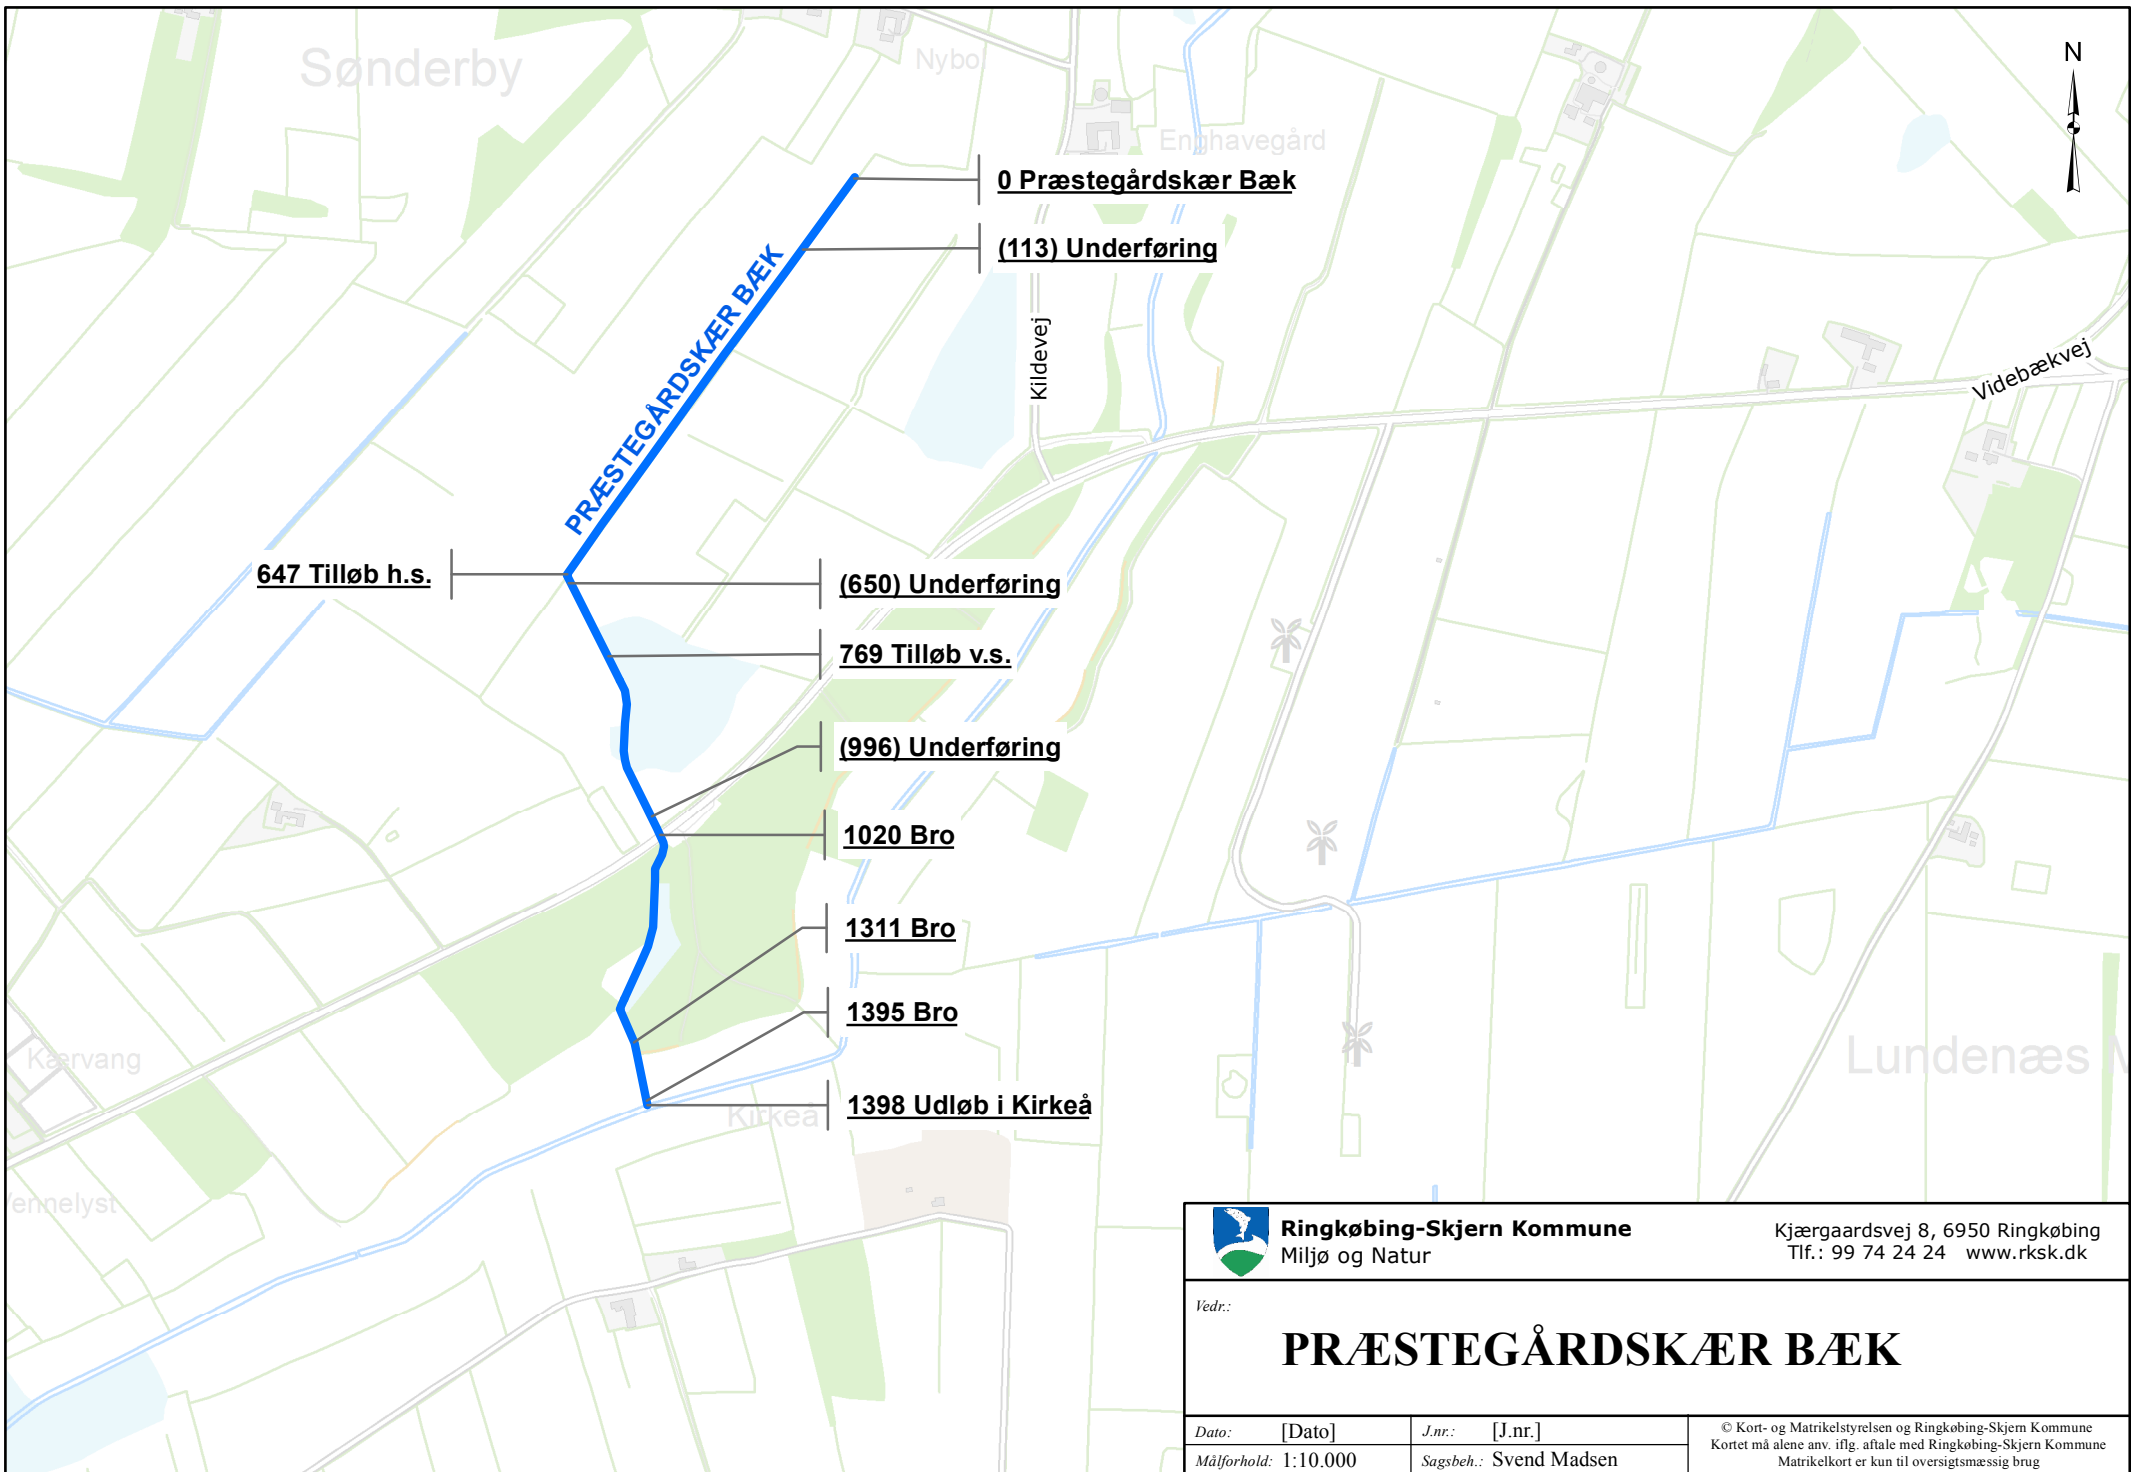 Sønderby
Nybo
Enghavegård
N
0 Præstegårdskær Bæk
(113) Underføring
PRÆSTEGÅRDSKÆR BÆK
Kildevej
Videbækvej
647 Tilløb h.s.
(650) Underføring
769 Tilløb v.s.
(996) Underføring
1020 Bro
1311 Bro
1395 Bro
Kærvang
Lundenæs M
1398 Udløb i Kirkeå
Kirkeå
ennelyst
Ringkøbing-Skjern Kommune
Miljø og Natur
Kjærgaardsvej 8, 6950 Ringkøbing
Tlf.: 99 74 24 24 www.rksk.dk
Vedr.:
PRÆSTEGÅRDSKÆR BÆK
Dato: [Dato]
J.nr.: [J.nr.]
Målforhold: 1:10.000
Sagsbeh.: Svend Madsen
© Kort- og Matrikelstyrelsen og Ringkøbing-Skjern Kommune
Kortet må alene anv. iflg. aftale med Ringkøbing-Skjern Kommune
Matrikelkort er kun til oversigtsmæssig brug